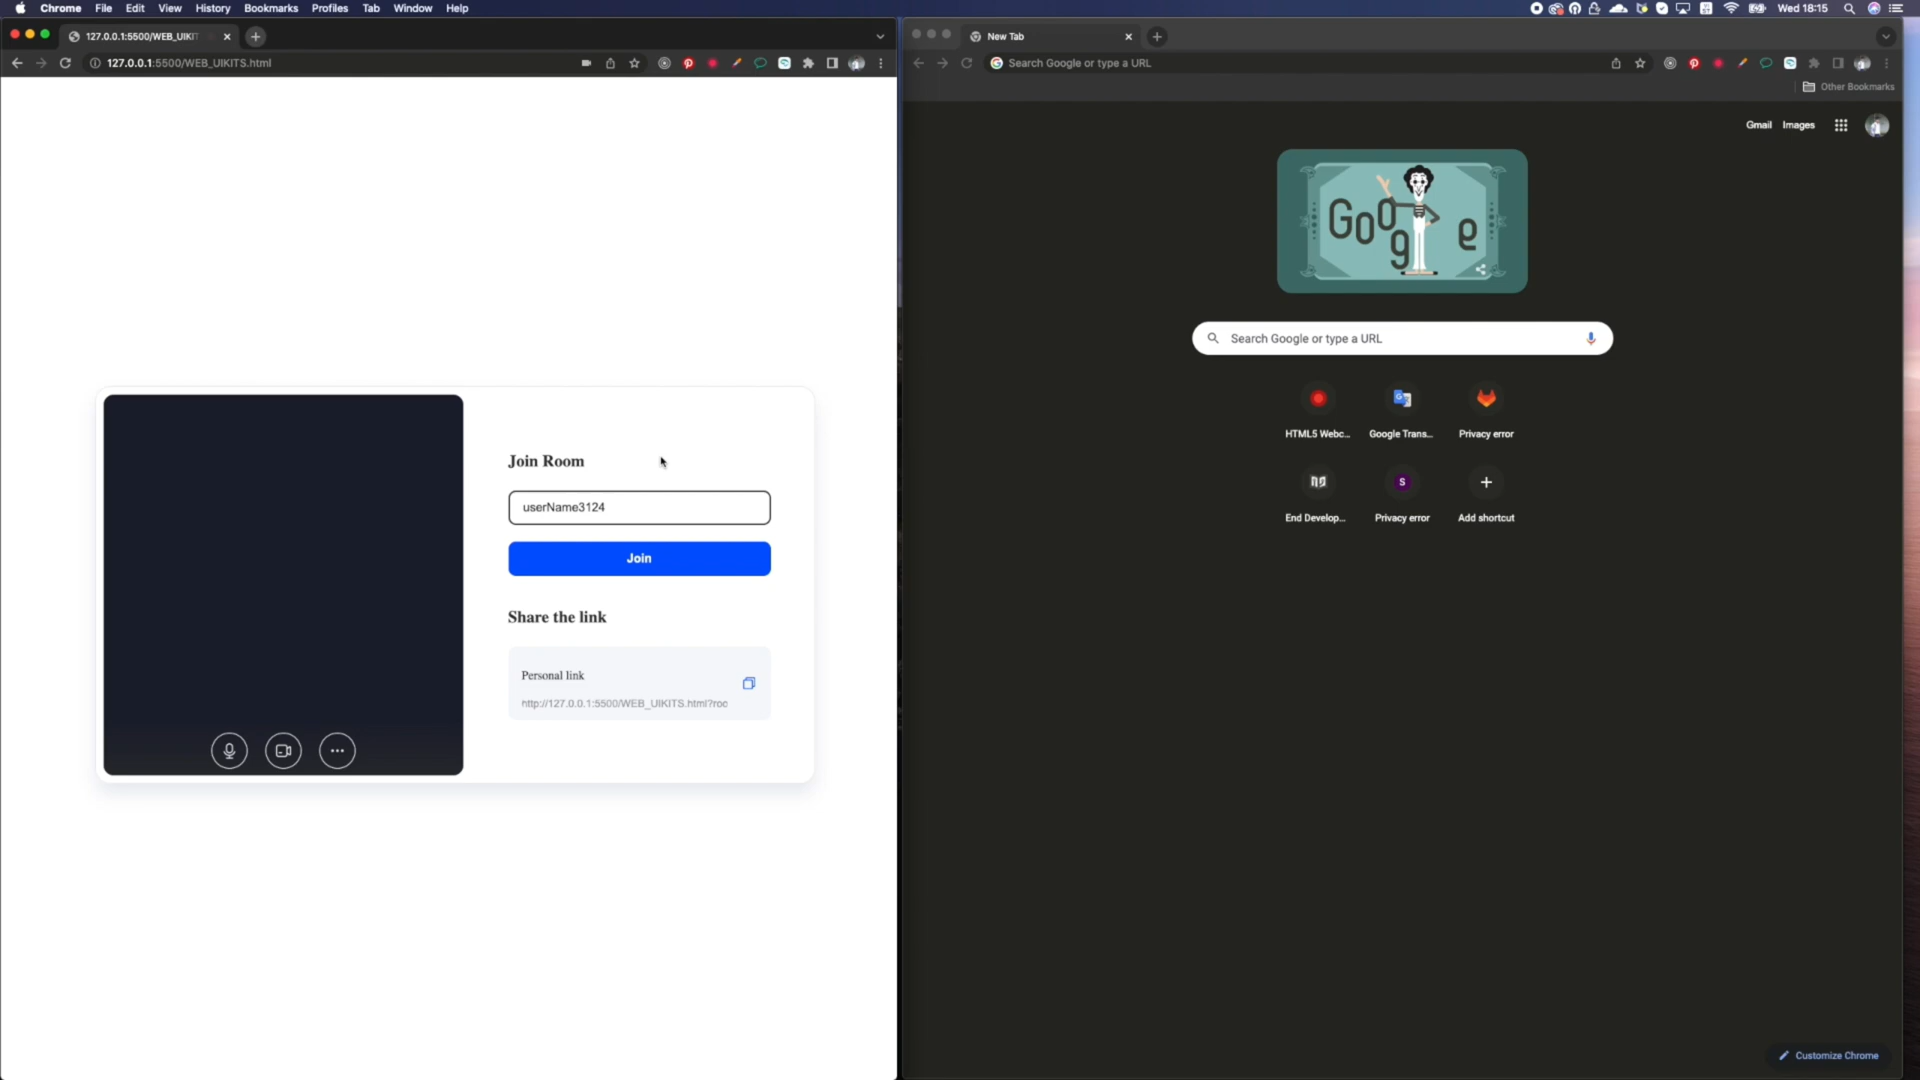 Chrome File Edit View History Bookmarks Profiles Tab Window Help
Wed 18:15
127.0.0.1:5500/WEB_UIKIT
127.0.0.1:5500/WEB_UIKITS.html
Join Room
userName3124
Join
Share the link
Personal link
http://127.0.0.1:5500/WEB_UIKITS.html?roc
New Tab
Search Google or type a URL
Other Bookmarks
Gmail Images
Goog e
Search Google or type a URL
HTML5 Webc... Google Trans... Privacy error
S
End Develop... Privacy error Add shortcut
Customize Chrome